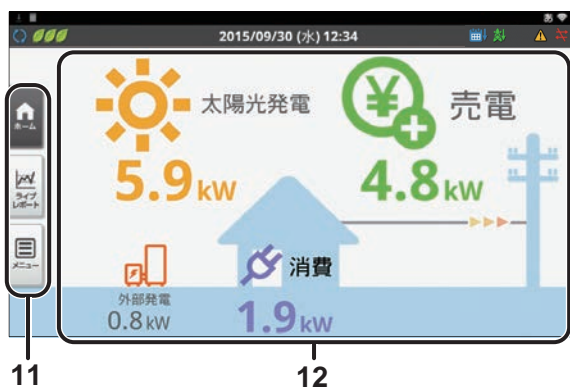 あ
2015/09/30 (水) 12:34
ホーム
ライブ
レポート
メニュー
太陽光発電
5.9kW
¥
売電
4.8kW
外部発電
0.8kW
消費
1.9kW
11
12